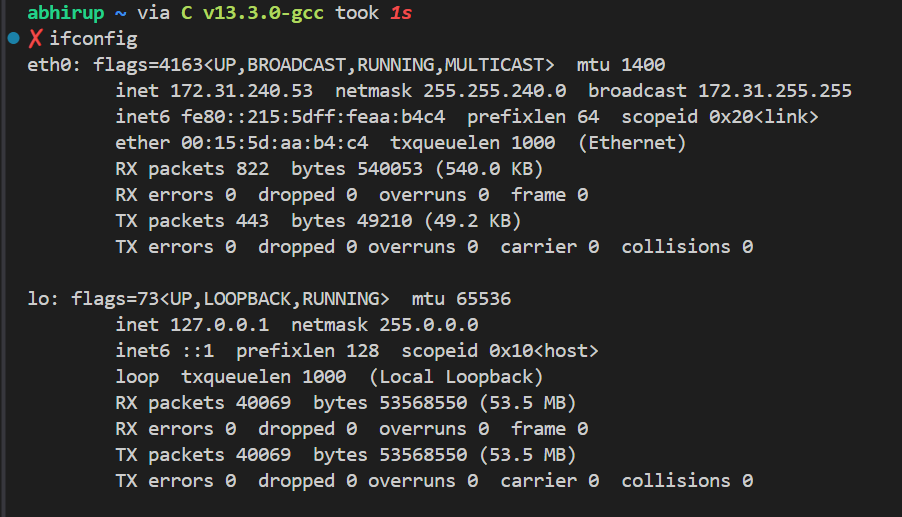 abhirup ~ via C v13.3.0-gcc took 1s
✗ ifconfig
eth0: flags=4163<UP,BROADCAST,RUNNING,MULTICAST>  mtu 1400
        inet 172.31.240.53  netmask 255.255.240.0  broadcast 172.31.255.255
        inet6 fe80::215:5dff:feaa:b4c4  prefixlen 64  scopeid 0x20<link>
        ether 00:15:5d:aa:b4:c4  txqueuelen 1000  (Ethernet)
        RX packets 822  bytes 540053 (540.0 KB)
        RX errors 0  dropped 0  overruns 0  frame 0
        TX packets 443  bytes 49210 (49.2 KB)
        TX errors 0  dropped 0 overruns 0  carrier 0  collisions 0

lo: flags=73<UP,LOOPBACK,RUNNING>  mtu 65536
        inet 127.0.0.1  netmask 255.0.0.0
        inet6 ::1  prefixlen 128  scopeid 0x10<host>
        loop  txqueuelen 1000  (Local Loopback)
        RX packets 40069  bytes 53568550 (53.5 MB)
        RX errors 0  dropped 0  overruns 0  frame 0
        TX packets 40069  bytes 53568550 (53.5 MB)
        TX errors 0  dropped 0 overruns 0  carrier 0  collisions 0